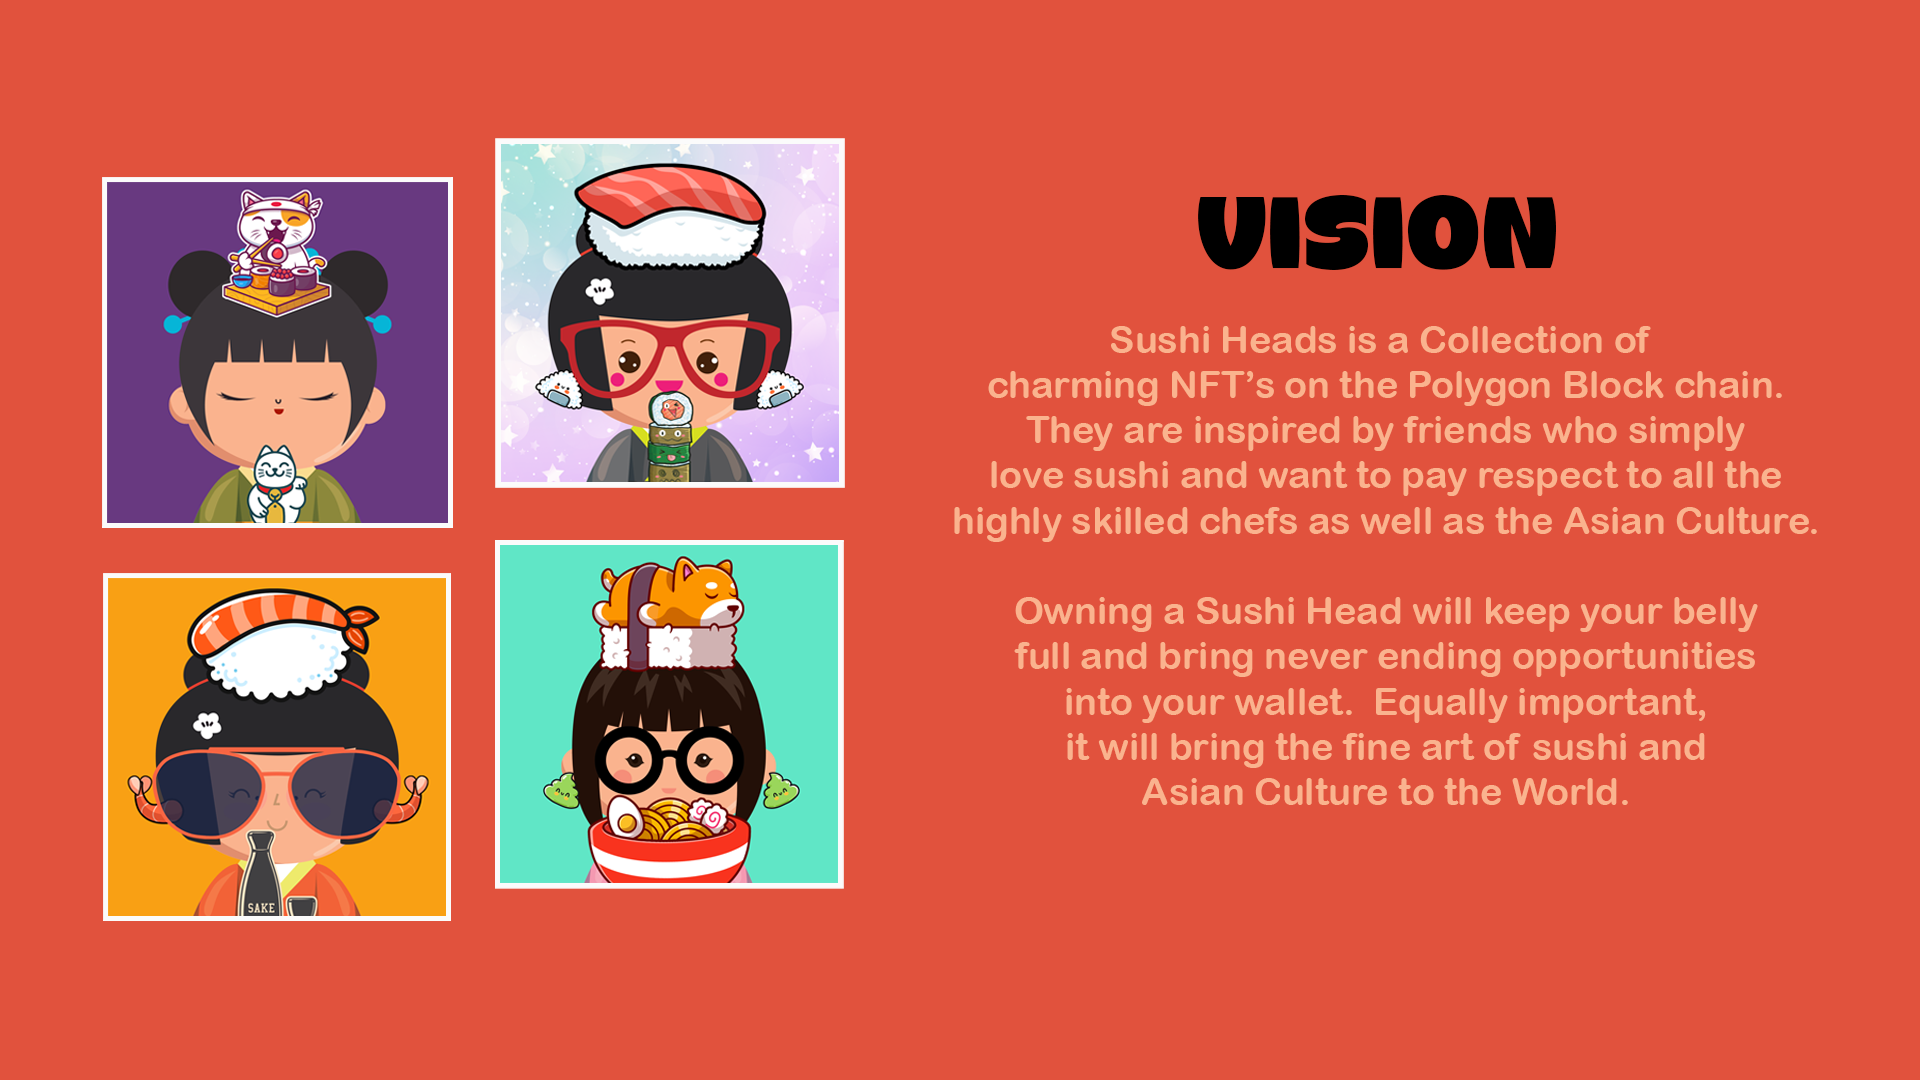 VISION
Sushi Heads is a Collection of
charming NFT’s on the Polygon Block chain.
They are inspired by friends who simply
love sushi and want to pay respect to all the
highly skilled chefs as well as the Asian Culture.
Owning a Sushi Head will keep your belly
full and bring never ending opportunities
into your wallet.  Equally important,
it will bring the fine art of sushi and
Asian Culture to the World.
SAKE